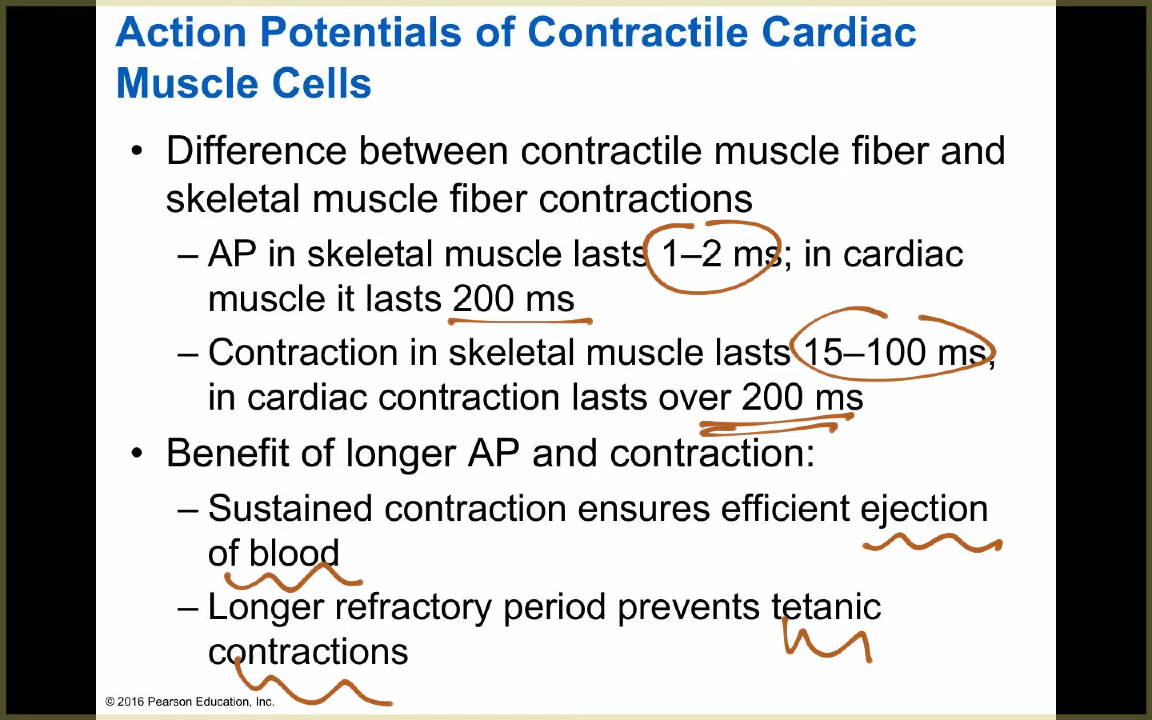 Action Potentials of Contractile Cardiac
Muscle Cells
• Difference between contractile muscle fiber and
skeletal muscle fiber contractions
– AP in skeletal muscle lasts 1–2 ms; in cardiac
muscle it lasts 200 ms
– Contraction in skeletal muscle lasts 15–100 ms;
in cardiac contraction lasts over 200 ms
• Benefit of longer AP and contraction:
– Sustained contraction ensures efficient ejection
of blood
– Longer refractory period prevents tetanic
contractions
© 2016 Pearson Education, Inc.